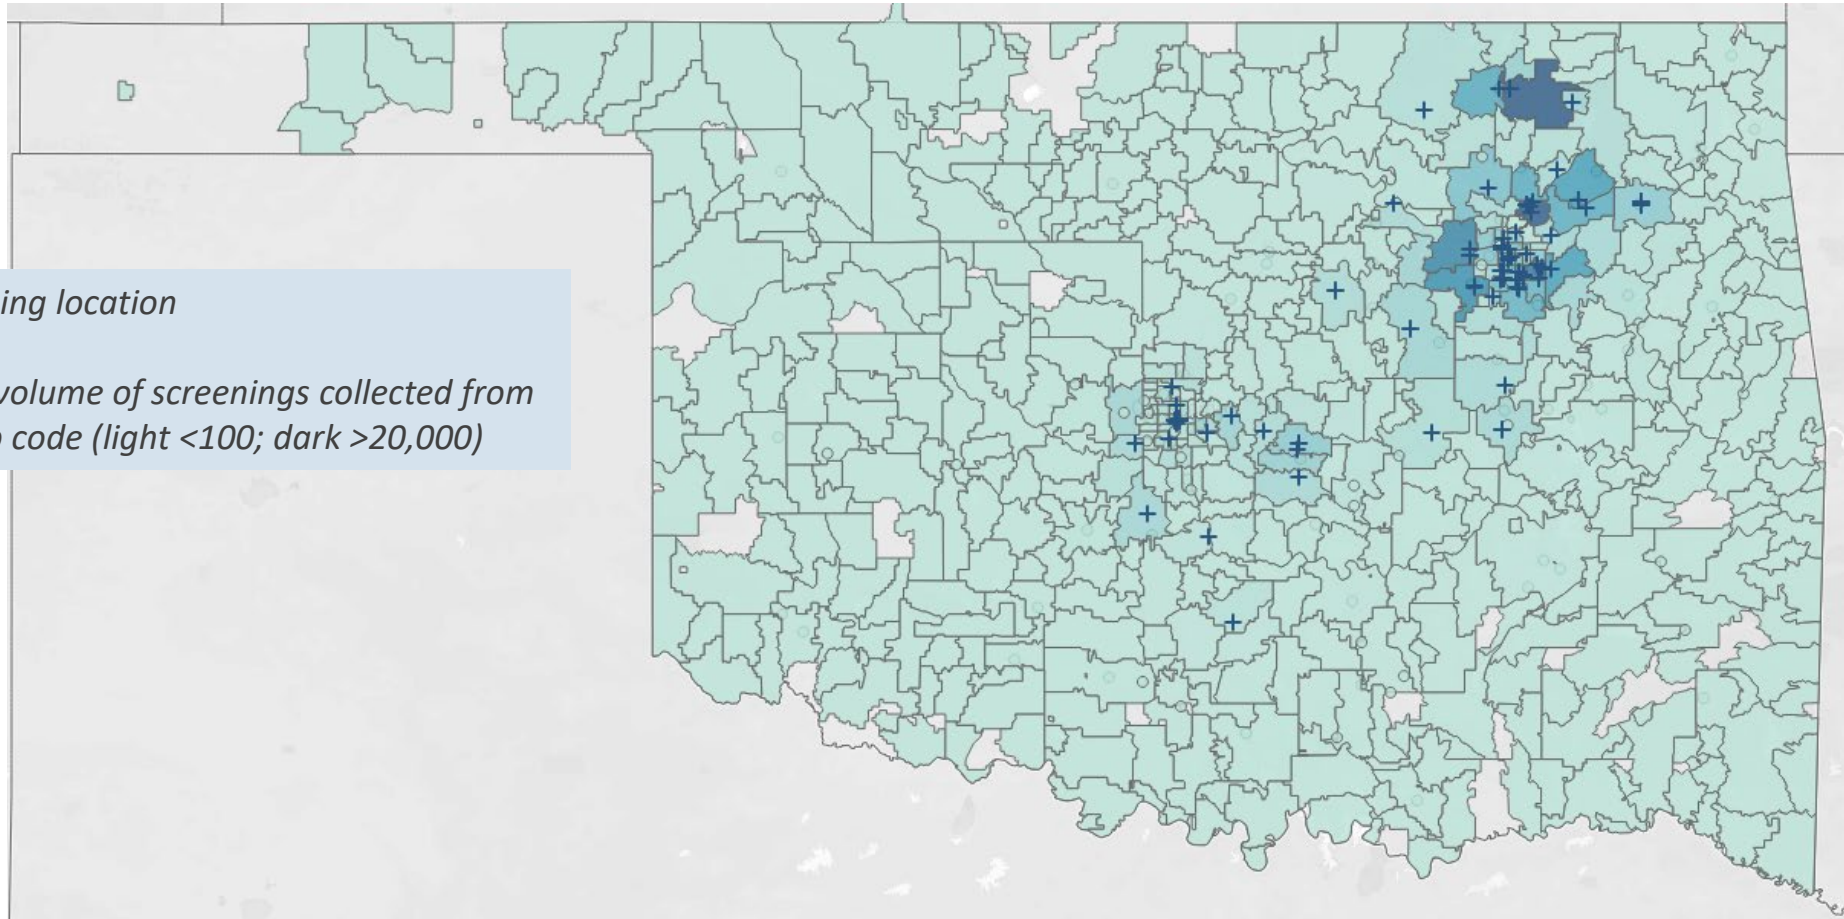 ing location
volume of screenings collected from
code (light <100; dark >20,000)